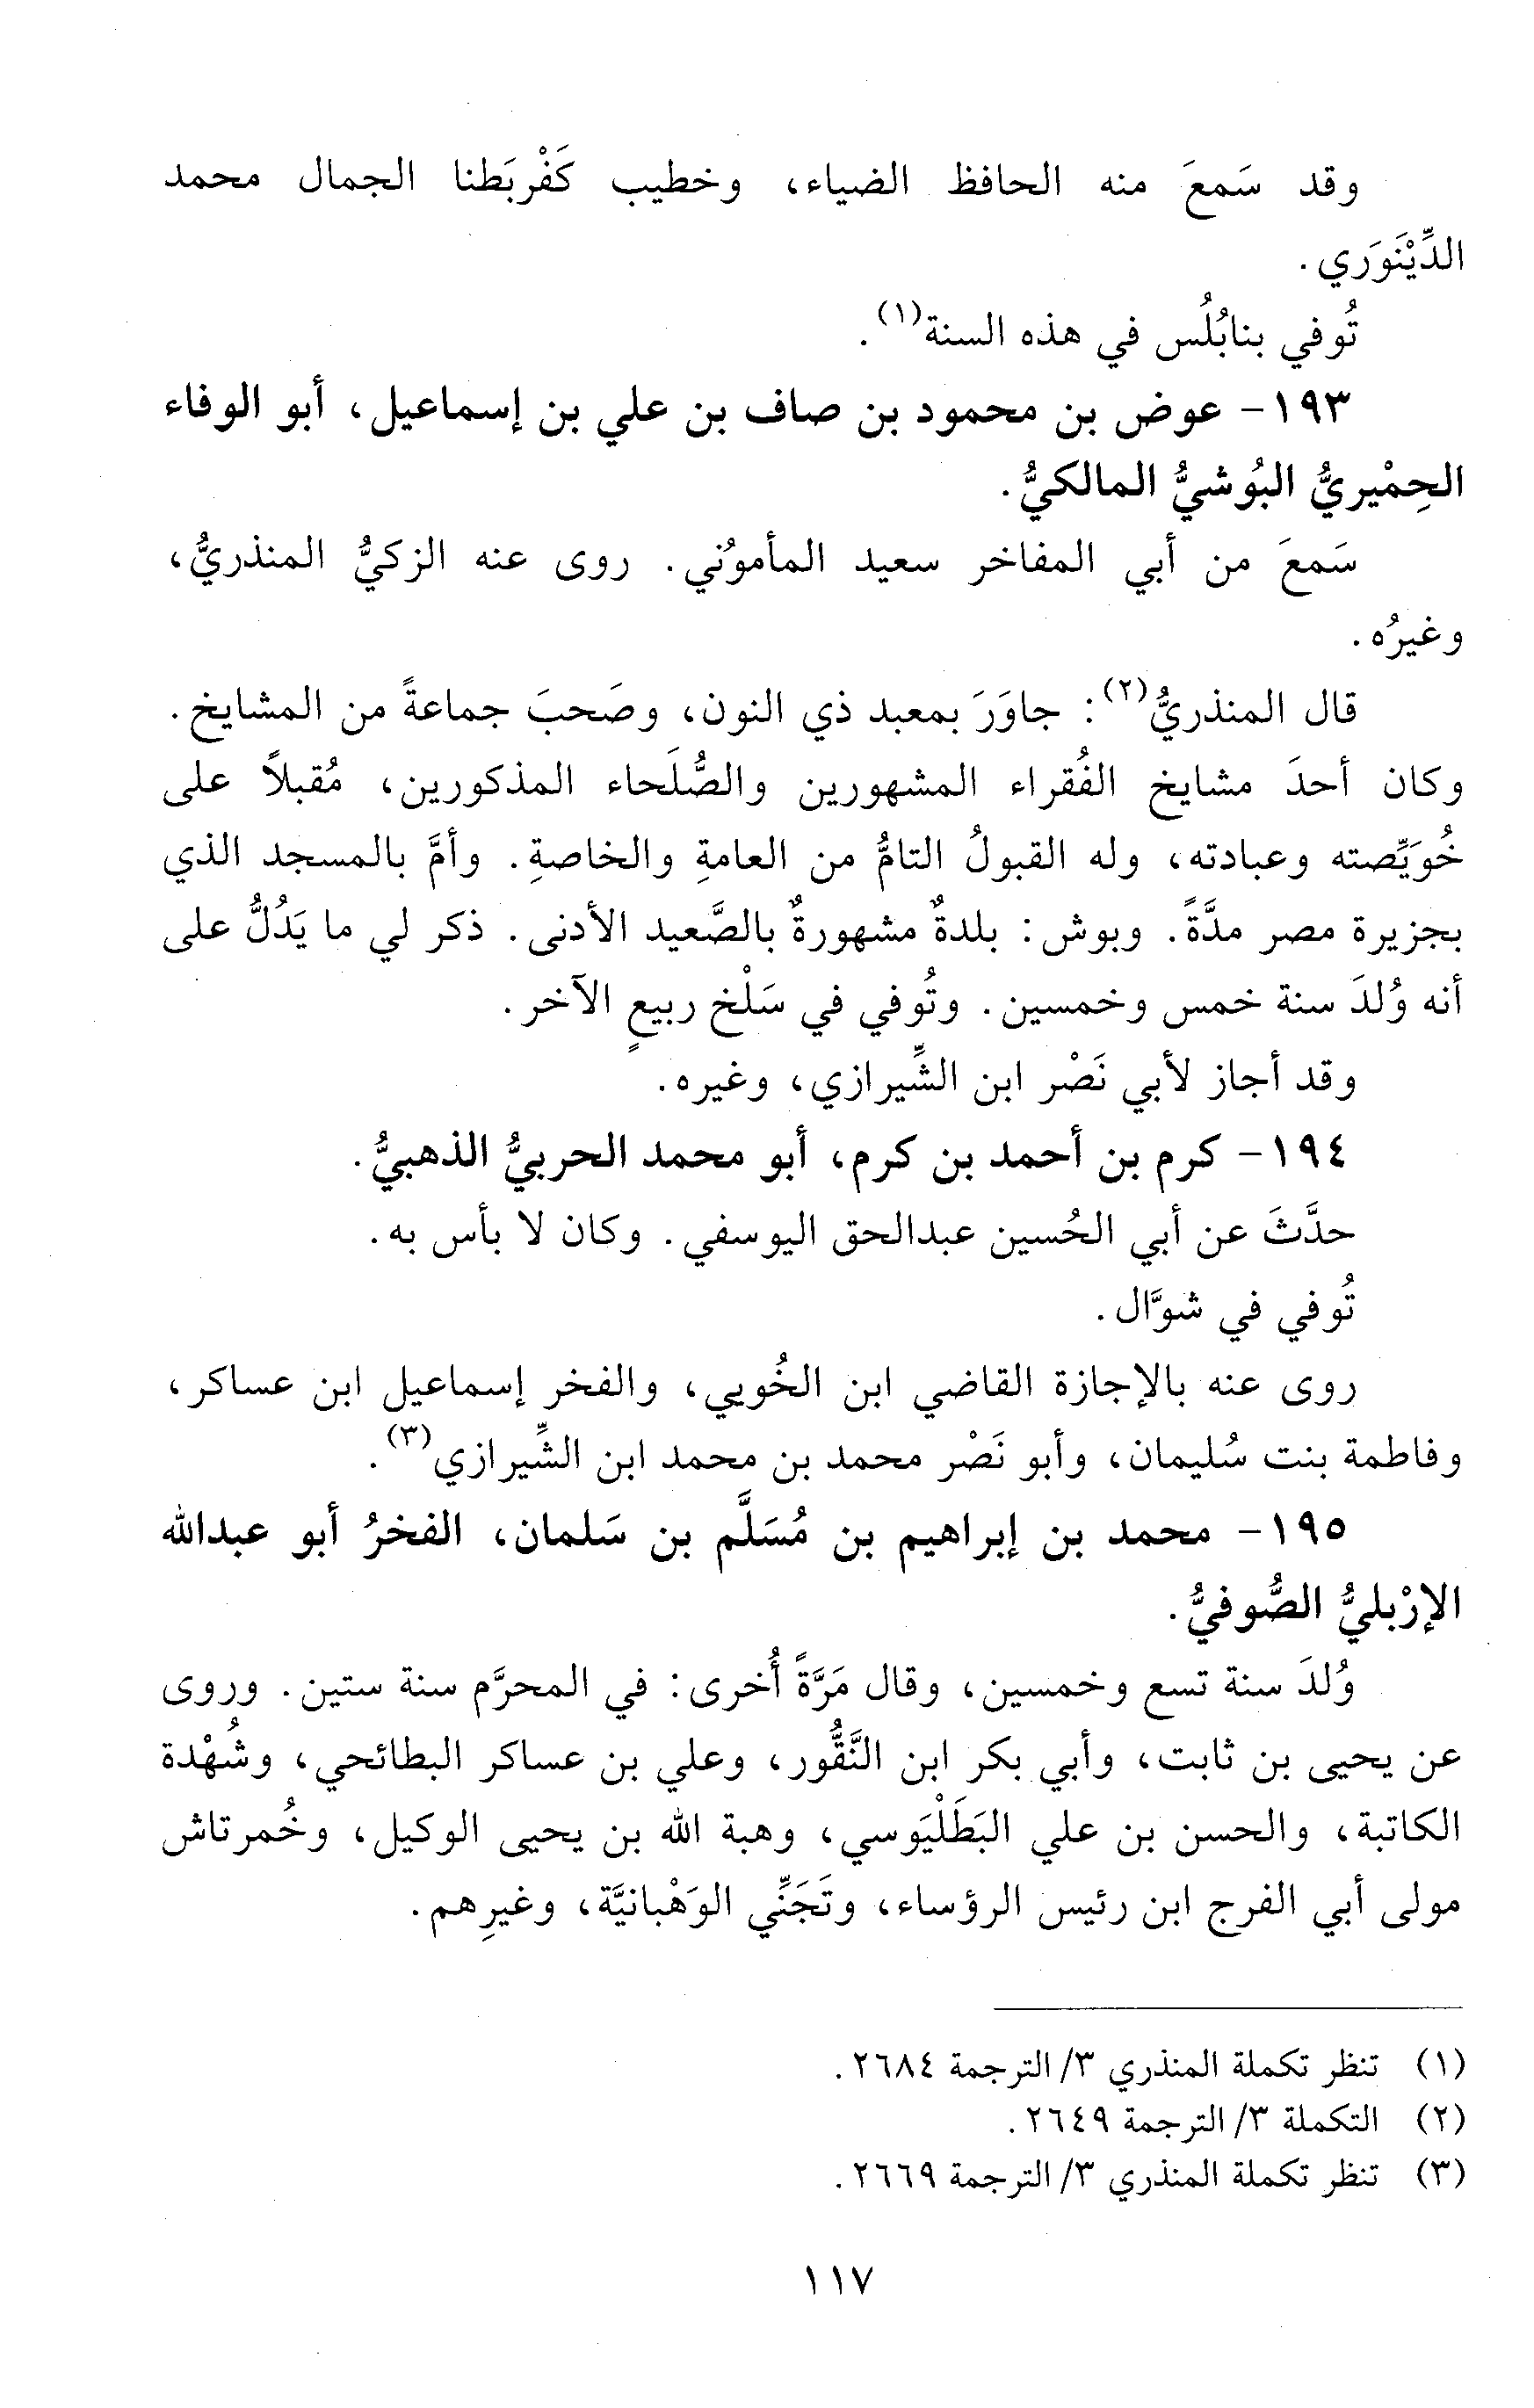 وقد سَمعَ منه الحافظ الضياء، وخطيب كَفْربَطنا الجمال محمد
الدِّيْنَوَري.
تُوفي بنابُلُس في هذه السنة(١).
١٩٣- عوض بن محمود بن صاف بن علي بن إسماعيل، أبو الوفاء
الحِمْيريُّ البُوشيُّ المالكيُّ.
سَمعَ من أبي المفاخر سعيد المأمونُي. روى عنه الزكيُّ المنذريُّ،
وغيرُه.
قال المنذريُّ(٢): جاوَرَ بمعبد ذي النون، وصَحبَ جماعةً من المشايخ.
وكان أحدَ مشايخ الفُقراء المشهورين والصُّلَحاء المذكورين، مُقبلاً على
خُوَيِّصته وعبادته، وله القبولُ التامُّ من العامةِ والخاصةِ. وأمَّ بالمسجد الذي
بجزيرة مصر مدَّةً. وبوش: بلدةٌ مشهورةٌ بالصَّعيد الأدنى. ذكر لي ما يَدُلُّ على
أنه وُلدَ سنة خمس وخمسين. وتُوفي في سَلْخ ربيعٍ الآخر.
وقد أجاز لأبي نَصْر ابن الشِّيرازي، وغيره.
١٩٤- كرم بن أحمد بن كرم، أبو محمد الحربيُّ الذهبيُّ.
حدَّثَ عن أبي الحُسين عبدالحق اليوسفي. وكان لا بأس به.
تُوفي في شوَّال.
روى عنه بالإجازة القاضي ابن الخُويي، والفخر إسماعيل ابن عساكر،
وفاطمة بنت سُليمان، وأبو نَصْر محمد بن محمد ابن الشِّيرازي(٣).
١٩٥- محمد بن إبراهيم بن مُسَلَّم بن سَلمان، الفخرُ أبو عبدالله
الإرْبليُّ الصُّوفيُّ.
وُلدَ سنة تسع وخمسين، وقال مَرَّةً أُخرى: في المحرَّم سنة ستين. وروى
عن يحيى بن ثابت، وأبي بكر ابن النَّقُّور، وعلي بن عساكر البطائحي، وشُهْدة
الكاتبة، والحسن بن علي البَطَلْيَوسي، وهبة الله بن يحيى الوكيل، وخُمرتاش
مولى أبي الفرج ابن رئيس الرؤساء، وتَجَنِّي الوَهْبانيَّة، وغيرِهم.
(١) تنظر تكملة المنذري ٣/ الترجمة ٢٦٨٤.
(٢) التكملة ٣/ الترجمة ٢٦٤٩.
(٣) تنظر تكملة المنذري ٣/ الترجمة ٢٦٦٩.
١١٧